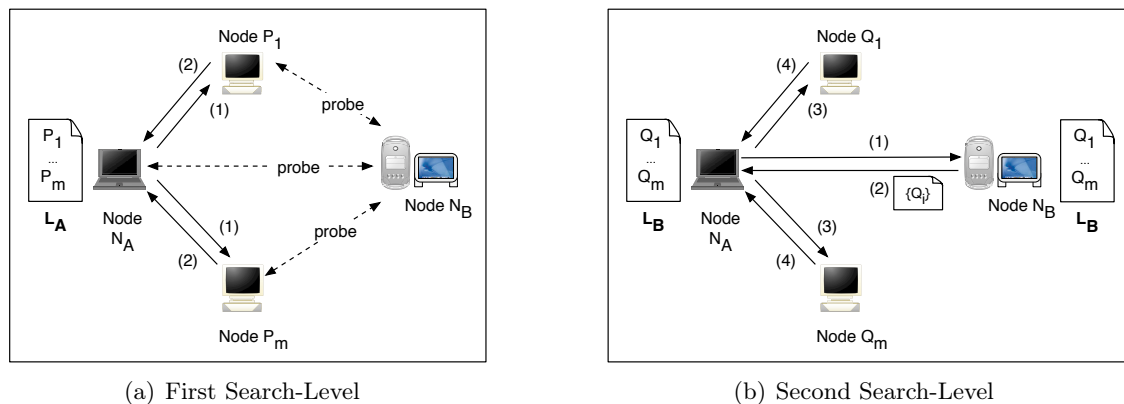 Node P1
(2)
(1)
probe
P1
...
Pm
probe
LA
Node
NA
Node NB
(1)
probe
(2)
Node Pm
(a) First Search-Level
Node Q1
(4)
(3)
Q1
...
Qm
(1)
Q1
...
Qm
(2)
{Qi}
LB
Node
NA
Node NB
LB
(3)
(4)
Node Qm
(b) Second Search-Level